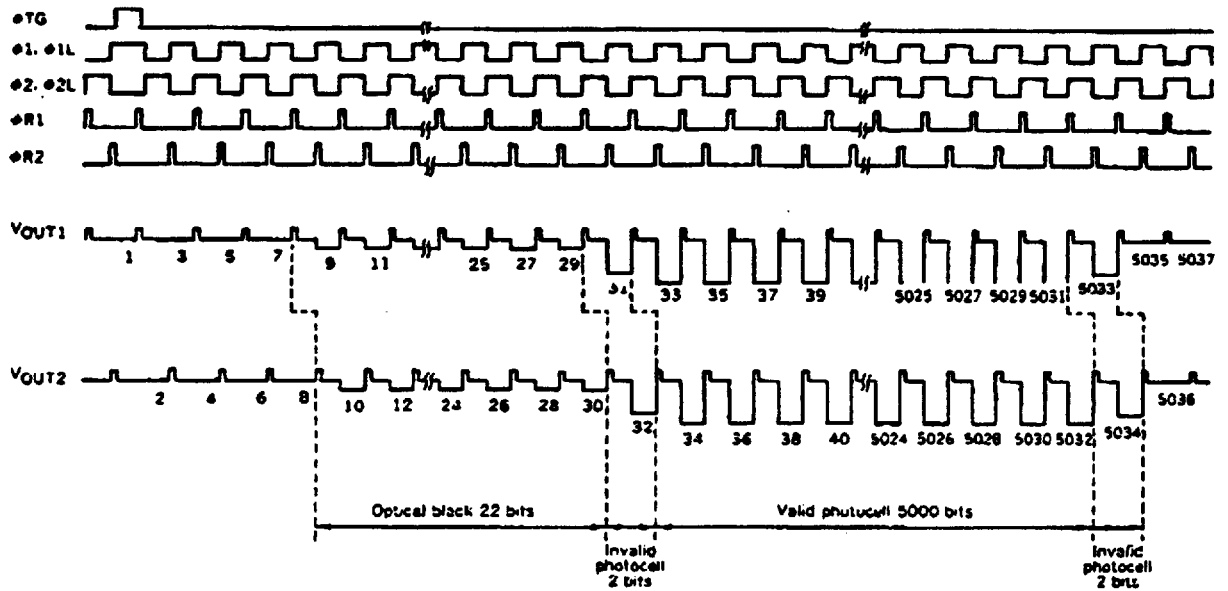 φTG
φ1, φ1L
φ2, φ2L
φR1
φR2
VOUT1
1 3 5 7 9 11 25 27 29 31 33 35 37 39 5025 5027 5029 5031 5033 5035 5037
VOUT2
2 4 6 8 10 12 24 26 28 30 32 34 36 38 40 5024 5026 5028 5030 5032 5034 5036
Optical black 22 bits
Valid photocell 5000 bits
Invalid
photocell
2 bits
Invalid
photocell
2 bits